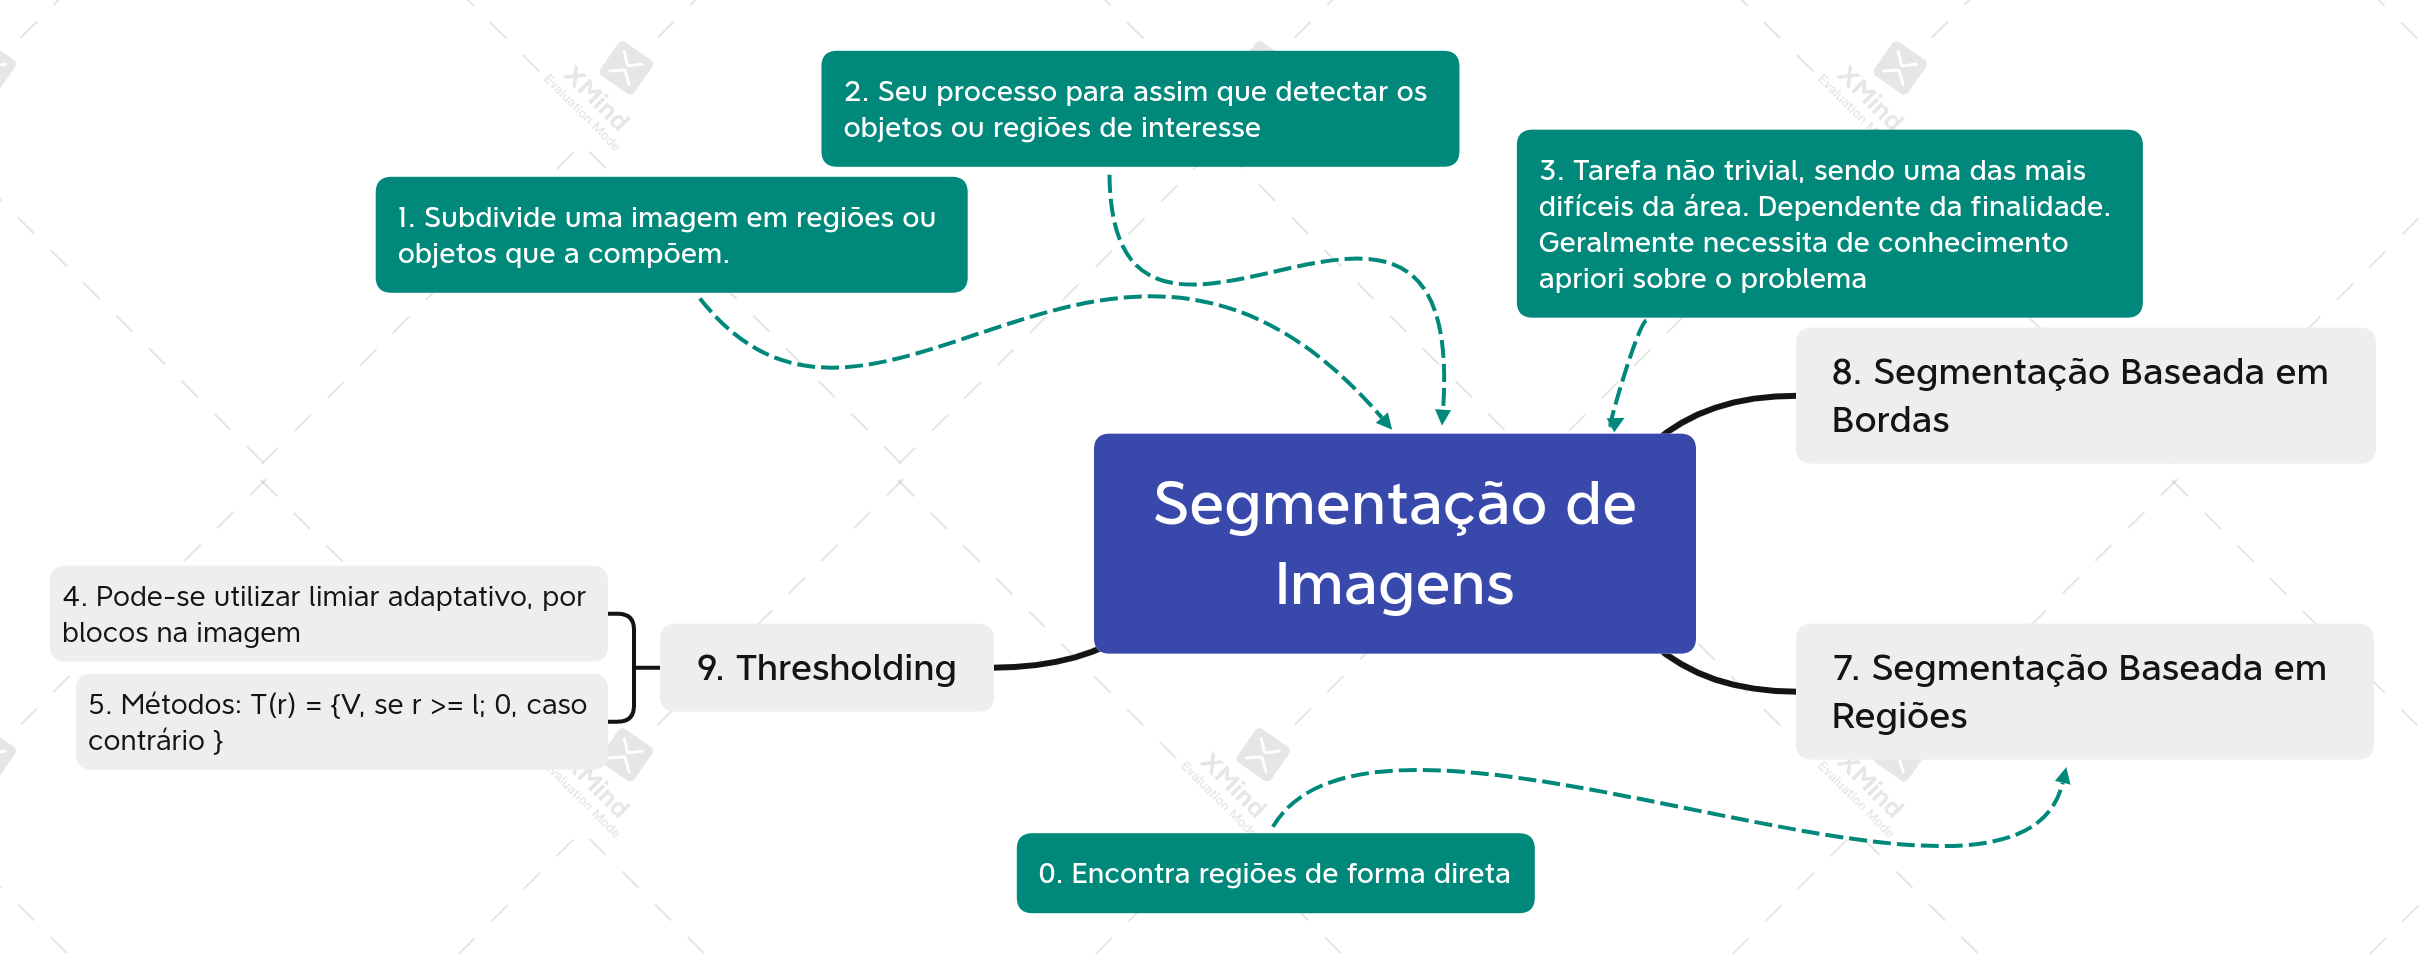 2. Seu processo para assim que detectar os
objetos ou regiões de interesse
3. Tarefa não trivial, sendo uma das mais
difíceis da área. Dependente da finalidade.
Geralmente necessita de conhecimento
apriori sobre o problema
1. Subdivide uma imagem em regiões ou
objetos que a compõem.
8. Segmentação Baseada em
Bordas
Segmentação de
Imagens
4. Pode-se utilizar limiar adaptativo, por
blocos na imagem
9. Thresholding
5. Métodos: T(r) = {V, se r >= l; 0, caso
contrário }
7. Segmentação Baseada em
Regiões
0. Encontra regiões de forma direta
XMind
Evaluation Mode
XMind
Evaluation Mode
XMind
Evaluation Mode
XMind
Evaluation Mode
XMind
Evaluation Mode